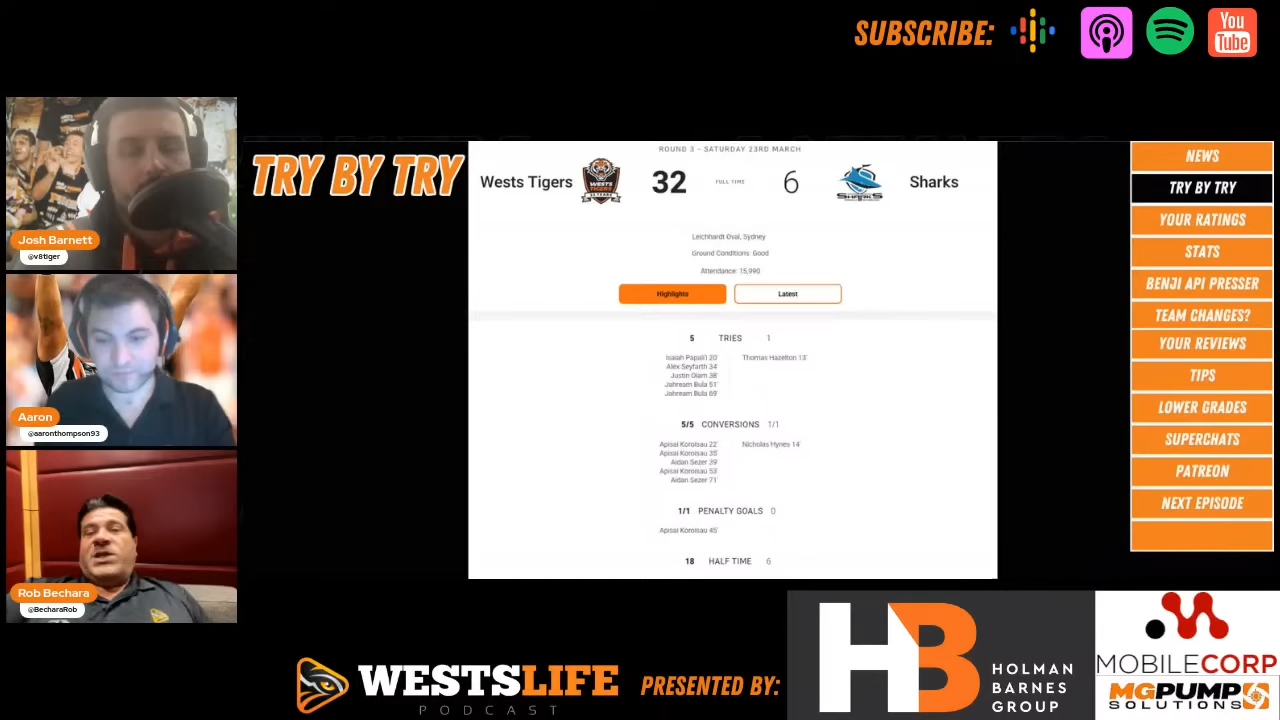 SUBSCRIBE:
You
Tube
Josh Barnett
@v8tiger
Aaron
@aaronthompson93
Rob Bechara
@BecharaRob
TRY BY TRY
ROUND 3 - SATURDAY 23RD MARCH
Wests Tigers
WESTS
TIGERS
32
FULL TIME
6
SHARKS
Sharks
Leichhardt Oval, Sydney
Ground Conditions: Good
Attendance: 15,990
Highlights
Latest
5 TRIES 1
Isaiah Papali'i 20' Thomas Hazelton 13'
Alex Seyfarth 34'
Justin Olam 38'
Jahream Bula 51'
Jahream Bula 69'
5/5 CONVERSIONS 1/1
Apisai Koroisau 22' Nicholas Hynes 14'
Apisai Koroisau 35'
Aidan Sezer 39'
Apisai Koroisau 53'
Aidan Sezer 71'
1/1 PENALTY GOALS 0
Apisai Koroisau 45'
18 HALF TIME 6
NEWS
TRY BY TRY
YOUR RATINGS
STATS
BENJI API PRESSER
TEAM CHANGES?
YOUR REVIEWS
TIPS
LOWER GRADES
SUPERCHATS
PATREON
NEXT EPISODE
WESTSLIFE
PODCAST
PRESENTED BY:
HB
HOLMAN
BARNES
GROUP
MOBILECORP
MGPUMP
SOLUTIONS